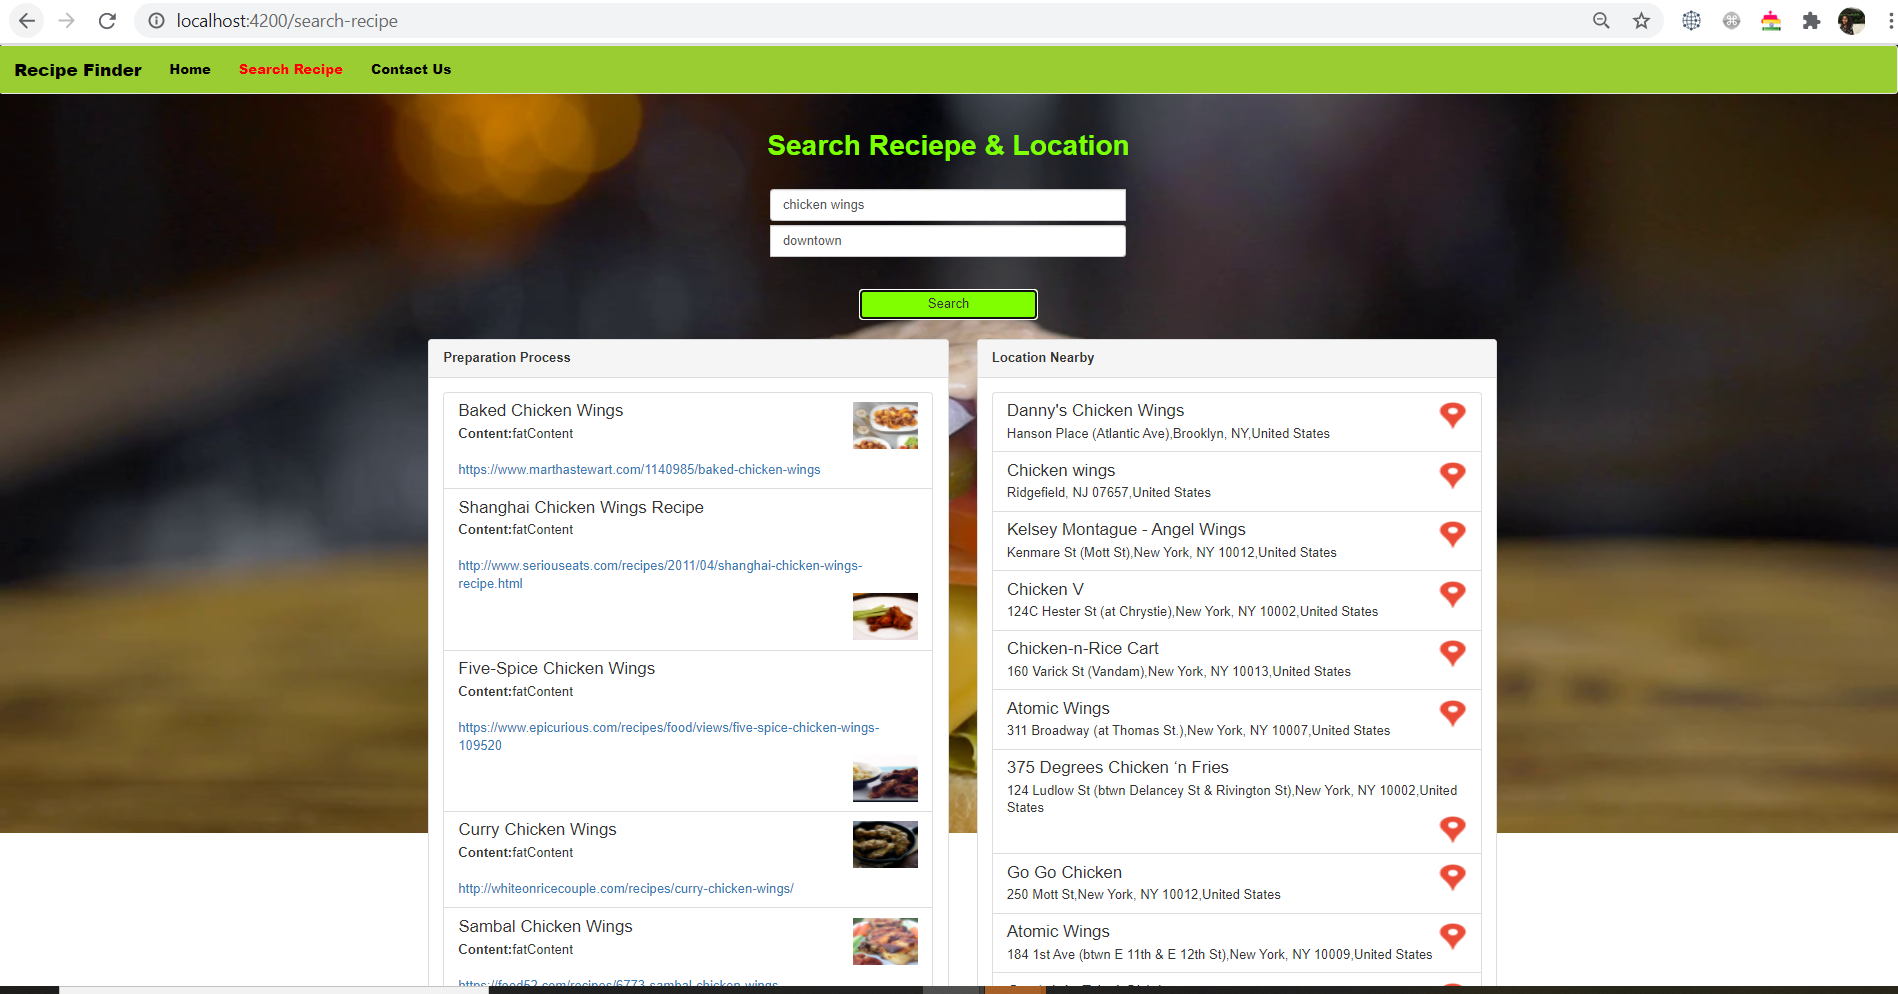 localhost:4200/search-recipe
Recipe Finder Home Search Recipe Contact Us
Search Reciepe & Location
chicken wings
downtown
Search
Preparation Process
Baked Chicken Wings
Content:fatContent
https://www.marthastewart.com/1140985/baked-chicken-wings
Shanghai Chicken Wings Recipe
Content:fatContent
http://www.seriouseats.com/recipes/2011/04/shanghai-chicken-wings-
recipe.html
Five-Spice Chicken Wings
Content:fatContent
https://www.epicurious.com/recipes/food/views/five-spice-chicken-wings-
109520
Curry Chicken Wings
Content:fatContent
http://whiteonricecouple.com/recipes/curry-chicken-wings/
Sambal Chicken Wings
Content:fatContent
https://food52.com/recipes/6773-sambal-chicken-wings
Location Nearby
Danny's Chicken Wings
Hanson Place (Atlantic Ave),Brooklyn, NY,United States
Chicken wings
Ridgefield, NJ 07657,United States
Kelsey Montague - Angel Wings
Kenmare St (Mott St),New York, NY 10012,United States
Chicken V
124C Hester St (at Chrystie),New York, NY 10002,United States
Chicken-n-Rice Cart
160 Varick St (Vandam),New York, NY 10013,United States
Atomic Wings
311 Broadway (at Thomas St.),New York, NY 10007,United States
375 Degrees Chicken ‘n Fries
124 Ludlow St (btwn Delancey St & Rivington St),New York, NY 10002,United
States
Go Go Chicken
250 Mott St,New York, NY 10012,United States
Atomic Wings
184 1st Ave (btwn E 11th & E 12th St),New York, NY 10009,United States